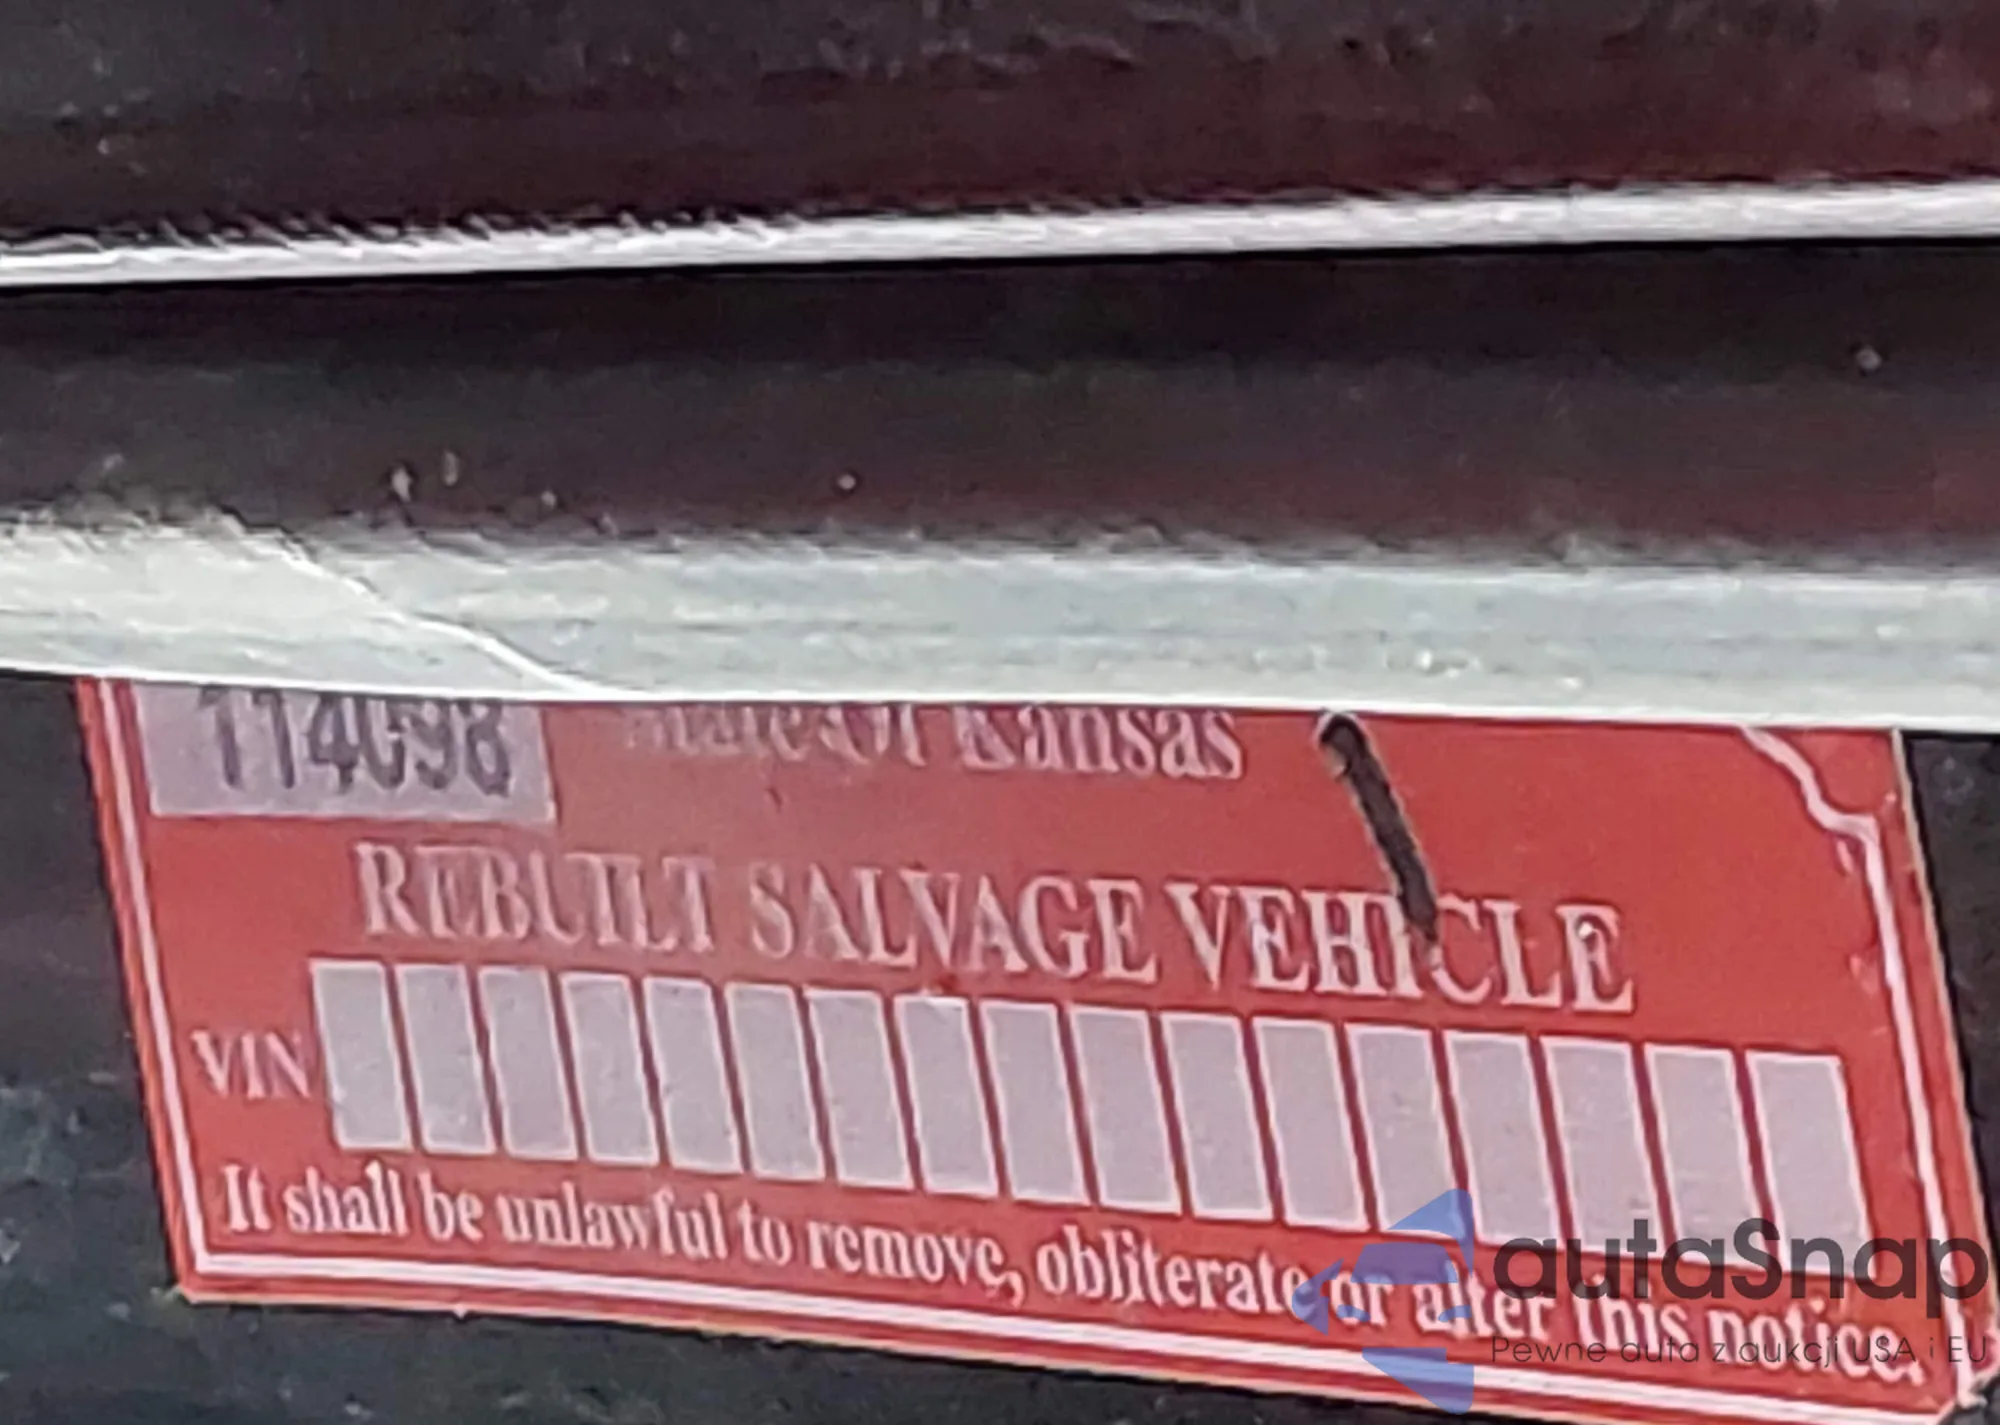 114098
State Of Kansas
REBUILT SALVAGE VEHICLE
VIN
It shall be unlawful to remove, obliterate or alter this notice.
autaSnap
Pewne auta z aukcji USA i EU